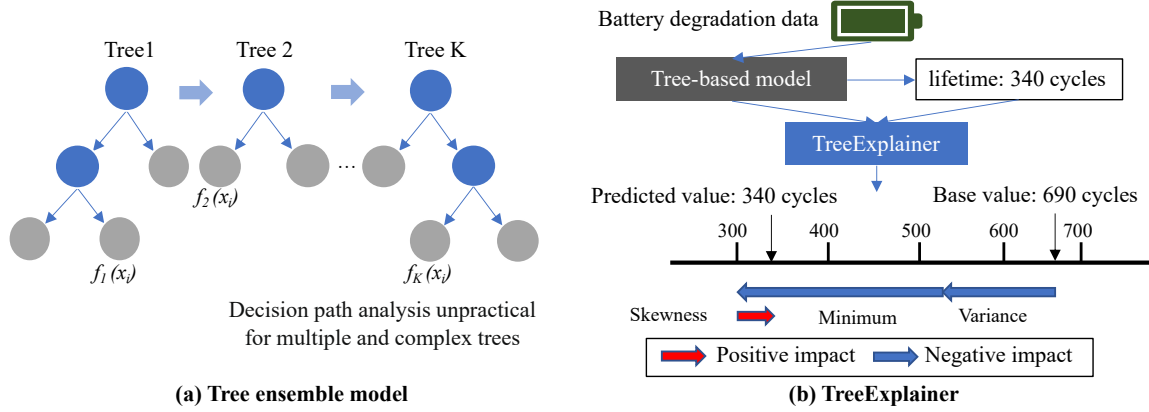 Tree1
Tree 2
Tree K
...
f2(xi)
f1(xi)
fK(xi)
Decision path analysis unpractical
for multiple and complex trees
(a) Tree ensemble model
Battery degradation data
Tree-based model
lifetime: 340 cycles
TreeExplainer
Predicted value: 340 cycles
Base value: 690 cycles
300
400
500
600
700
Skewness
Minimum
Variance
Positive impact
Negative impact
(b) TreeExplainer